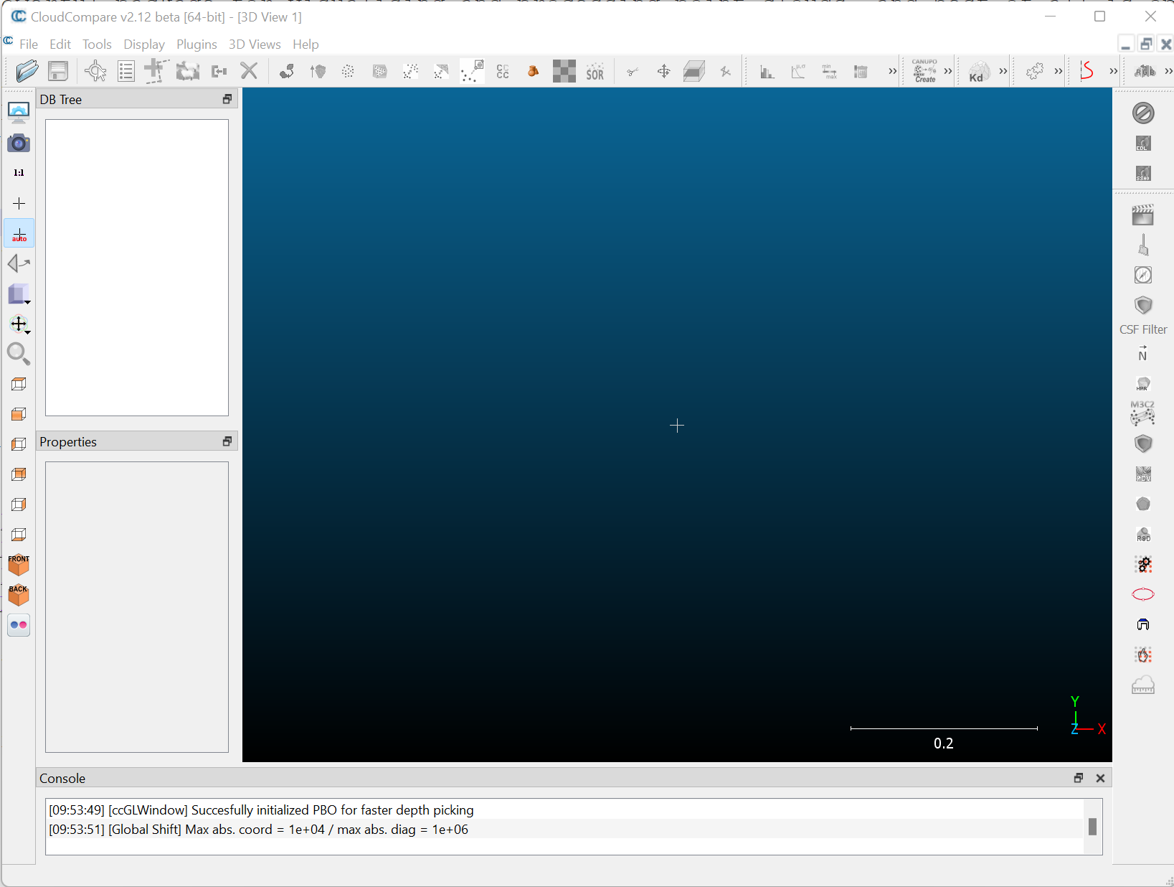 CloudCompare v2.12 beta [64-bit] - [3D View 1]
File Edit Tools Display Plugins 3D Views Help
CC
CC
SOR
CANUPO
Create
Kd
DB Tree
1:1
auto
CSF Filter
N
M3C2
Properties
FRONT
BACK
Y
Z X
0.2
Console
[09:53:49] [ccGLWindow] Succesfully initialized PBO for faster depth picking
[09:53:51] [Global Shift] Max abs. coord = 1e+04 / max abs. diag = 1e+06